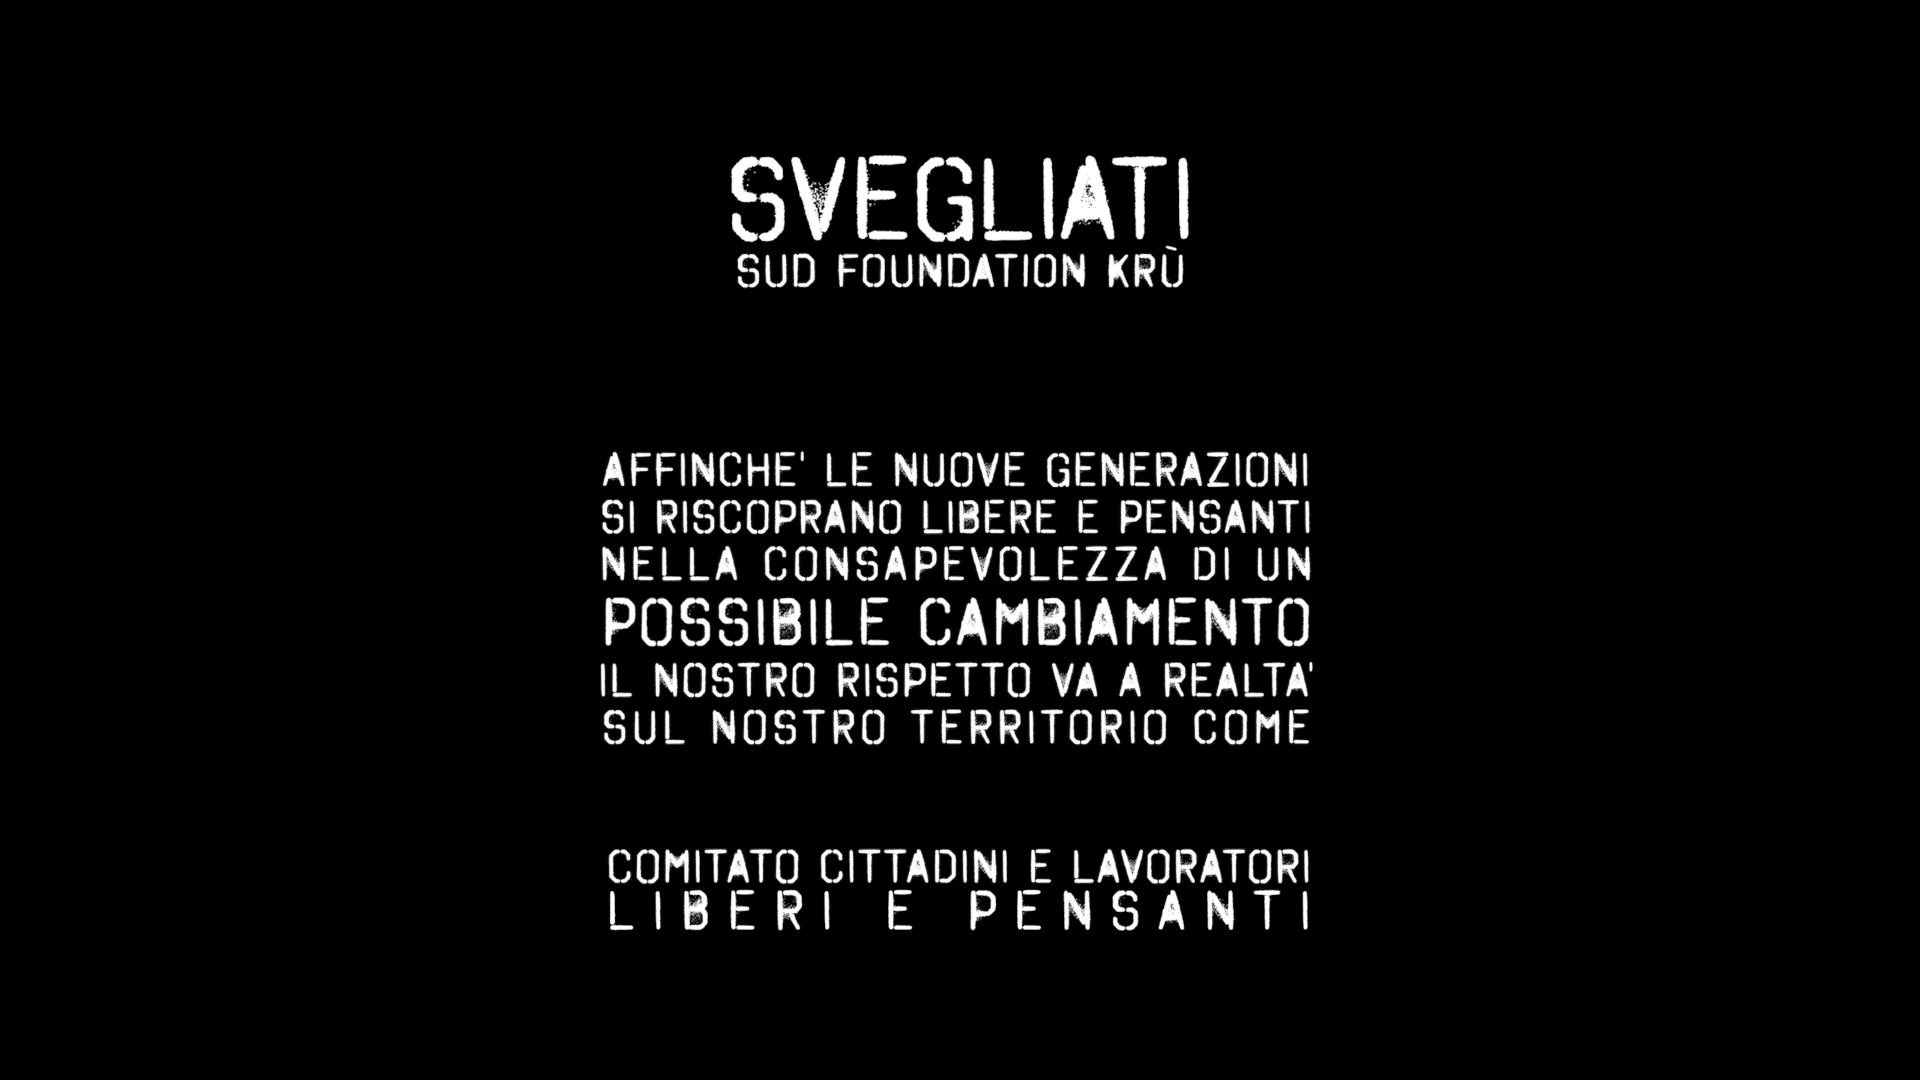 SVEGLIATI
SUD FOUNDATION KRÙ
AFFINCHE' LE NUOVE GENERAZIONI
SI RISCOPRANO LIBERE E PENSANTI
NELLA CONSAPEVOLEZZA DI UN
POSSIBILE CAMBIAMENTO
IL NOSTRO RISPETTO VA A REALTA'
SUL NOSTRO TERRITORIO COME
COMITATO CITTADINI E LAVORATORI
LIBERI E PENSANTI